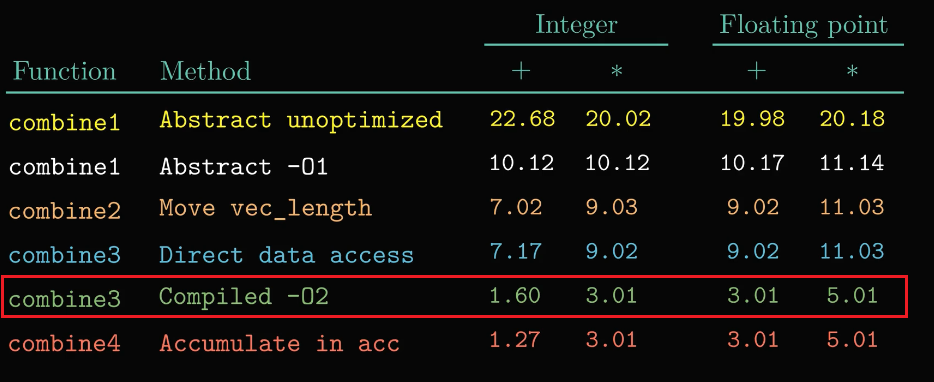 Integer Floating point
Function Method + * + *
combine1 Abstract unoptimized 22.68 20.02 19.98 20.18
combine1 Abstract -O1 10.12 10.12 10.17 11.14
combine2 Move vec_length 7.02 9.03 9.02 11.03
combine3 Direct data access 7.17 9.02 9.02 11.03
combine3 Compiled -O2 1.60 3.01 3.01 5.01
combine4 Accumulate in acc 1.27 3.01 3.01 5.01